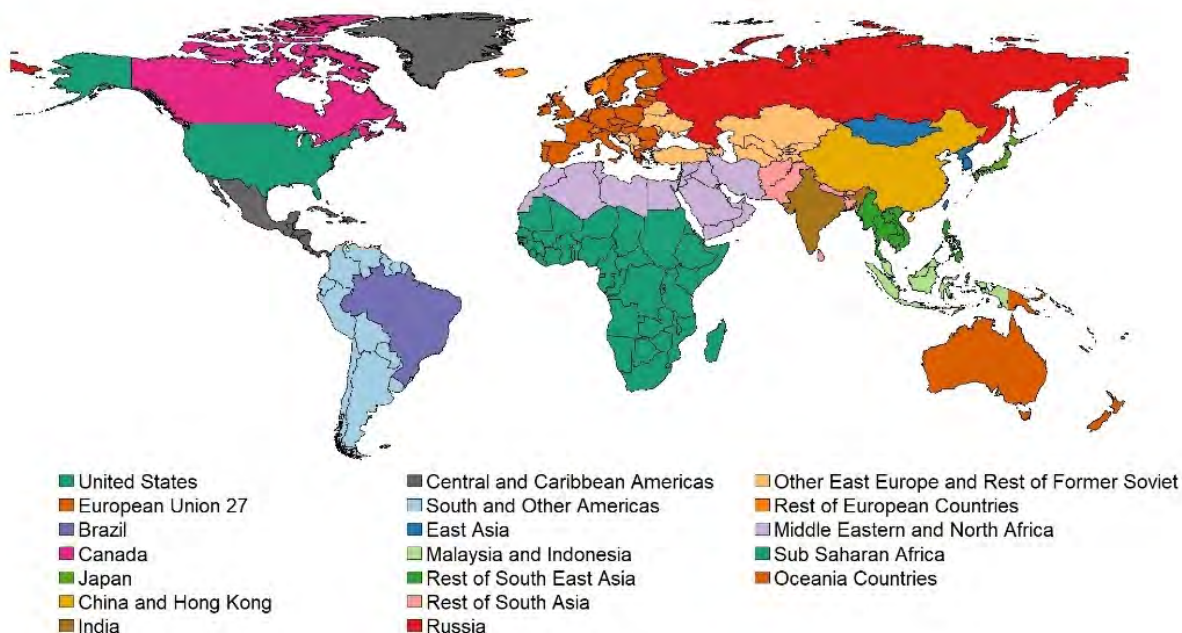 United States
European Union 27
Brazil
Canada
Japan
China and Hong Kong
India
Central and Caribbean Americas
South and Other Americas
East Asia
Malaysia and Indonesia
Rest of South East Asia
Rest of South Asia
Russia
Other East Europe and Rest of Former Soviet
Rest of European Countries
Middle Eastern and North Africa
Sub Saharan Africa
Oceania Countries